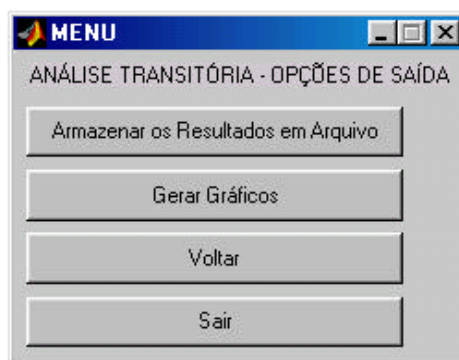 MENU
ANÁLISE TRANSITÓRIA - OPÇÕES DE SAÍDA
Armazenar os Resultados em Arquivo
Gerar Gráficos
Voltar
Sair